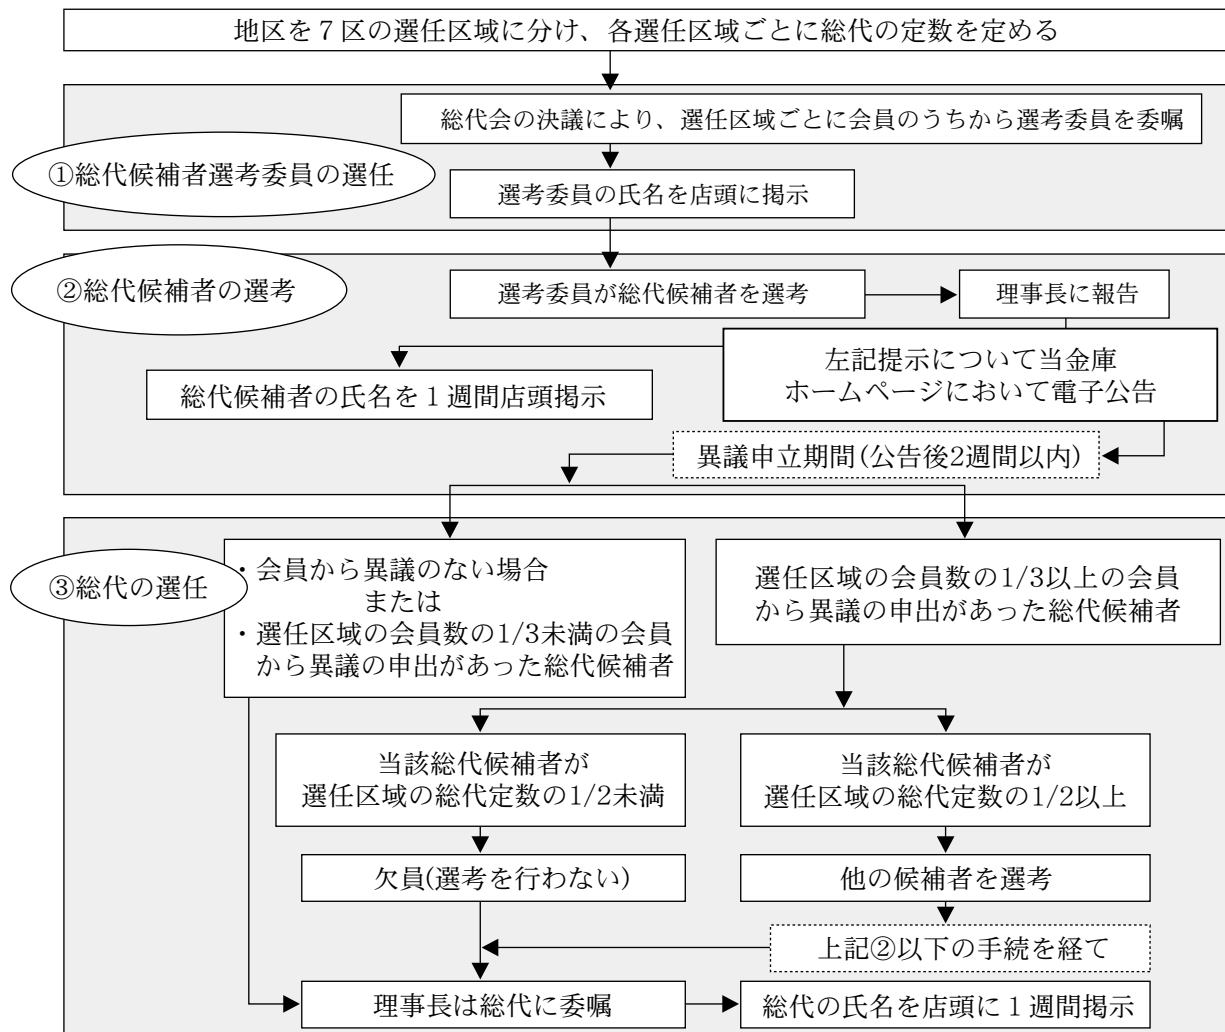 地区を７区の選任区域に分け、各選任区域ごとに総代の定数を定める
総代会の決議により、選任区域ごとに会員のうちから選考委員を委嘱
①総代候補者選考委員の選任
選考委員の氏名を店頭に掲示
②総代候補者の選考
選考委員が総代候補者を選考
理事長に報告
左記提示について当金庫
ホームページにおいて電子公告
総代候補者の氏名を１週間店頭掲示
異議申立期間(公告後2週間以内)
③総代の選任
・会員から異議のない場合
または
・選任区域の会員数の1/3未満の会員
から異議の申出があった総代候補者
選任区域の会員数の1/3以上の会員
から異議の申出があった総代候補者
当該総代候補者が
選任区域の総代定数の1/2未満
当該総代候補者が
選任区域の総代定数の1/2以上
欠員(選考を行わない)
他の候補者を選考
上記②以下の手続を経て
理事長は総代に委嘱
総代の氏名を店頭に１週間掲示